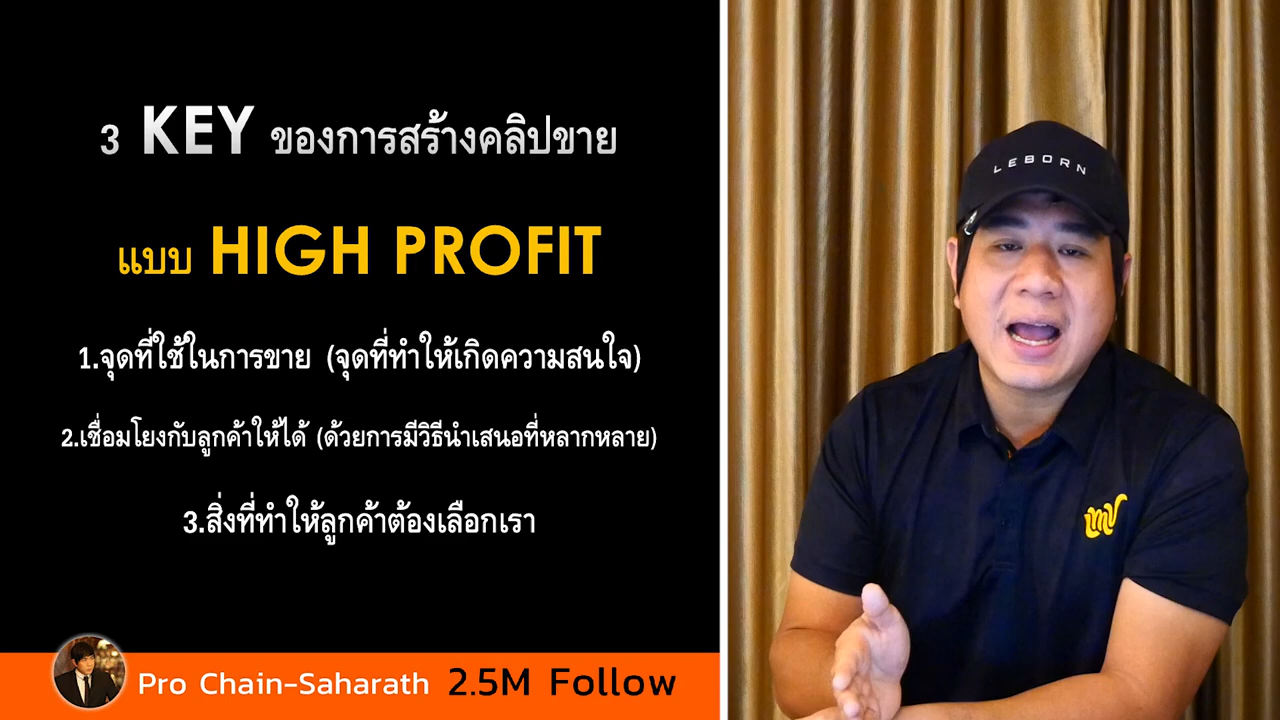 3 KEY ของการสร้างคลิปขาย
แบบ HIGH PROFIT
1.จุดที่ใช้ในการขาย (จุดที่ทำให้เกิดความสนใจ)
2.เชื่อมโยงกับลูกค้าให้ได้ (ด้วยการมีวิธีนำเสนอที่หลากหลาย)
3.สิ่งที่ทำให้ลูกค้าต้องเลือกเรา
Pro Chain-Saharath 2.5M Follow
LEBORN